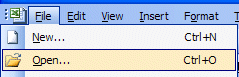 File Edit View Insert Format
New... Ctrl+N
Open... Ctrl+O